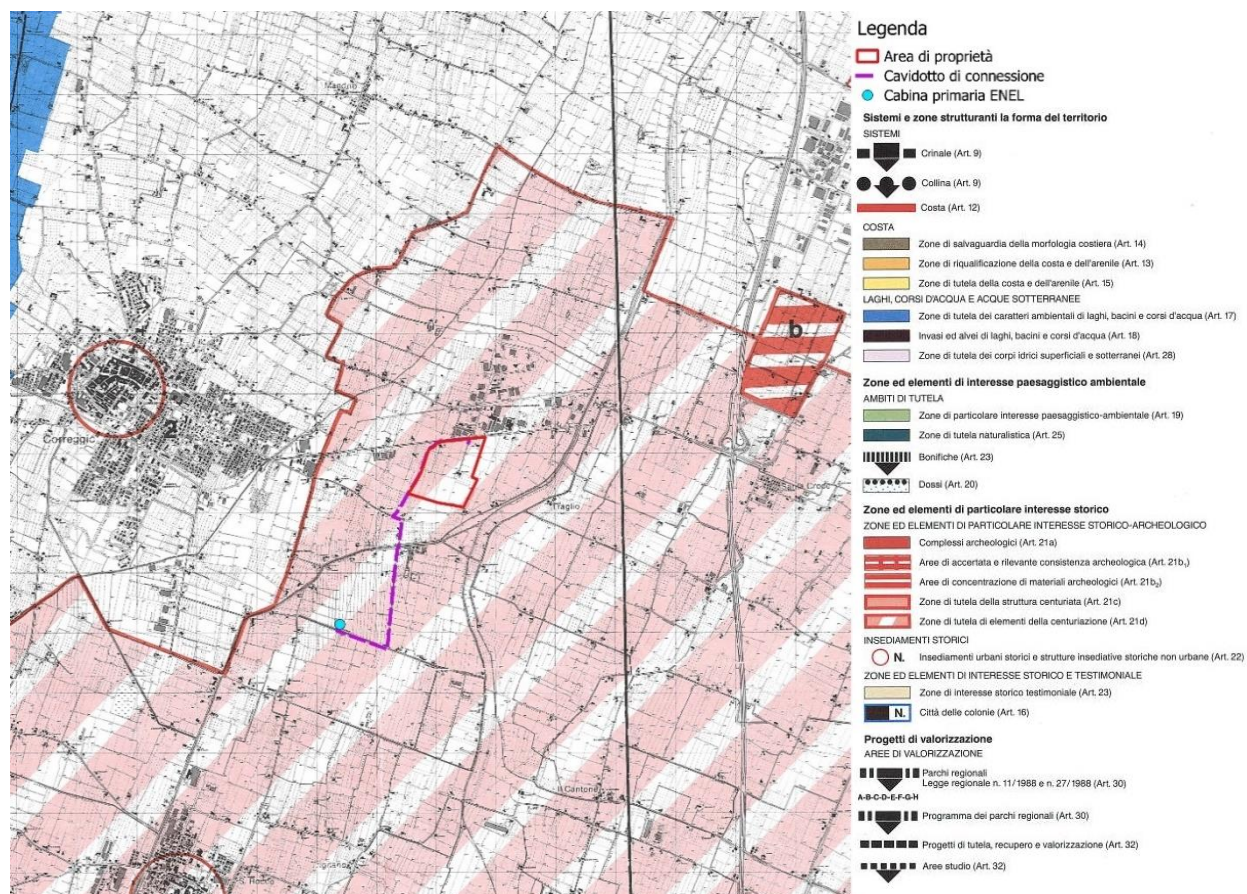 Mandrio
b
Correggio
2
Il Taglio
Il Cantone
S. Rocco
Legenda
Area di proprietà
Cavidotto di connessione
Cabina primaria ENEL
Sistemi e zone strutturanti la forma del territorio
SISTEMI
Crinale (Art. 9)
Collina (Art. 9)
Costa (Art. 12)
COSTA
Zone di salvaguardia della morfologia costiera (Art. 14)
Zone di riqualificazione della costa e dell'arenile (Art. 13)
Zone di tutela della costa e dell'arenile (Art. 15)
LAGHI, CORSI D'ACQUA E ACQUE SOTTERRANEE
Zone di tutela dei caratteri ambientali di laghi, bacini e corsi d'acqua (Art. 17)
Invasi ed alvei di laghi, bacini e corsi d'acqua (Art. 18)
Zone di tutela dei corpi idrici superficiali e sotterranei (Art. 28)
Zone ed elementi di interesse paesaggistico ambientale
AMBITI DI TUTELA
Zone di particolare interesse paesaggistico-ambientale (Art. 19)
Zone di tutela naturalistica (Art. 25)
Bonifiche (Art. 23)
Dossi (Art. 20)
Zone ed elementi di particolare interesse storico
ZONE ED ELEMENTI DI PARTICOLARE INTERESSE STORICO-ARCHEOLOGICO
Complessi archeologici (Art. 21a)
Aree di accertata e rilevante consistenza archeologica (Art. 21b₁)
Aree di concentrazione di materiali archeologici (Art. 21b₂)
Zone di tutela della struttura centuriata (Art. 21c)
Zone di tutela di elementi della centuriazione (Art. 21d)
INSEDIAMENTI STORICI
N. Insediamenti urbani storici e strutture insediative storiche non urbane (Art. 22)
ZONE ED ELEMENTI DI INTERESSE STORICO E TESTIMONIALE
Zone di interesse storico testimoniale (Art. 23)
N. Città delle colonie (Art. 16)
Progetti di valorizzazione
AREE DI VALORIZZAZIONE
Parchi regionali
Legge regionale n. 11/1988 e n. 27/1988 (Art. 30)
A-B-C-D-E-F-G-H
Programma dei parchi regionali (Art. 30)
Progetti di tutela, recupero e valorizzazione (Art. 32)
Aree studio (Art. 32)